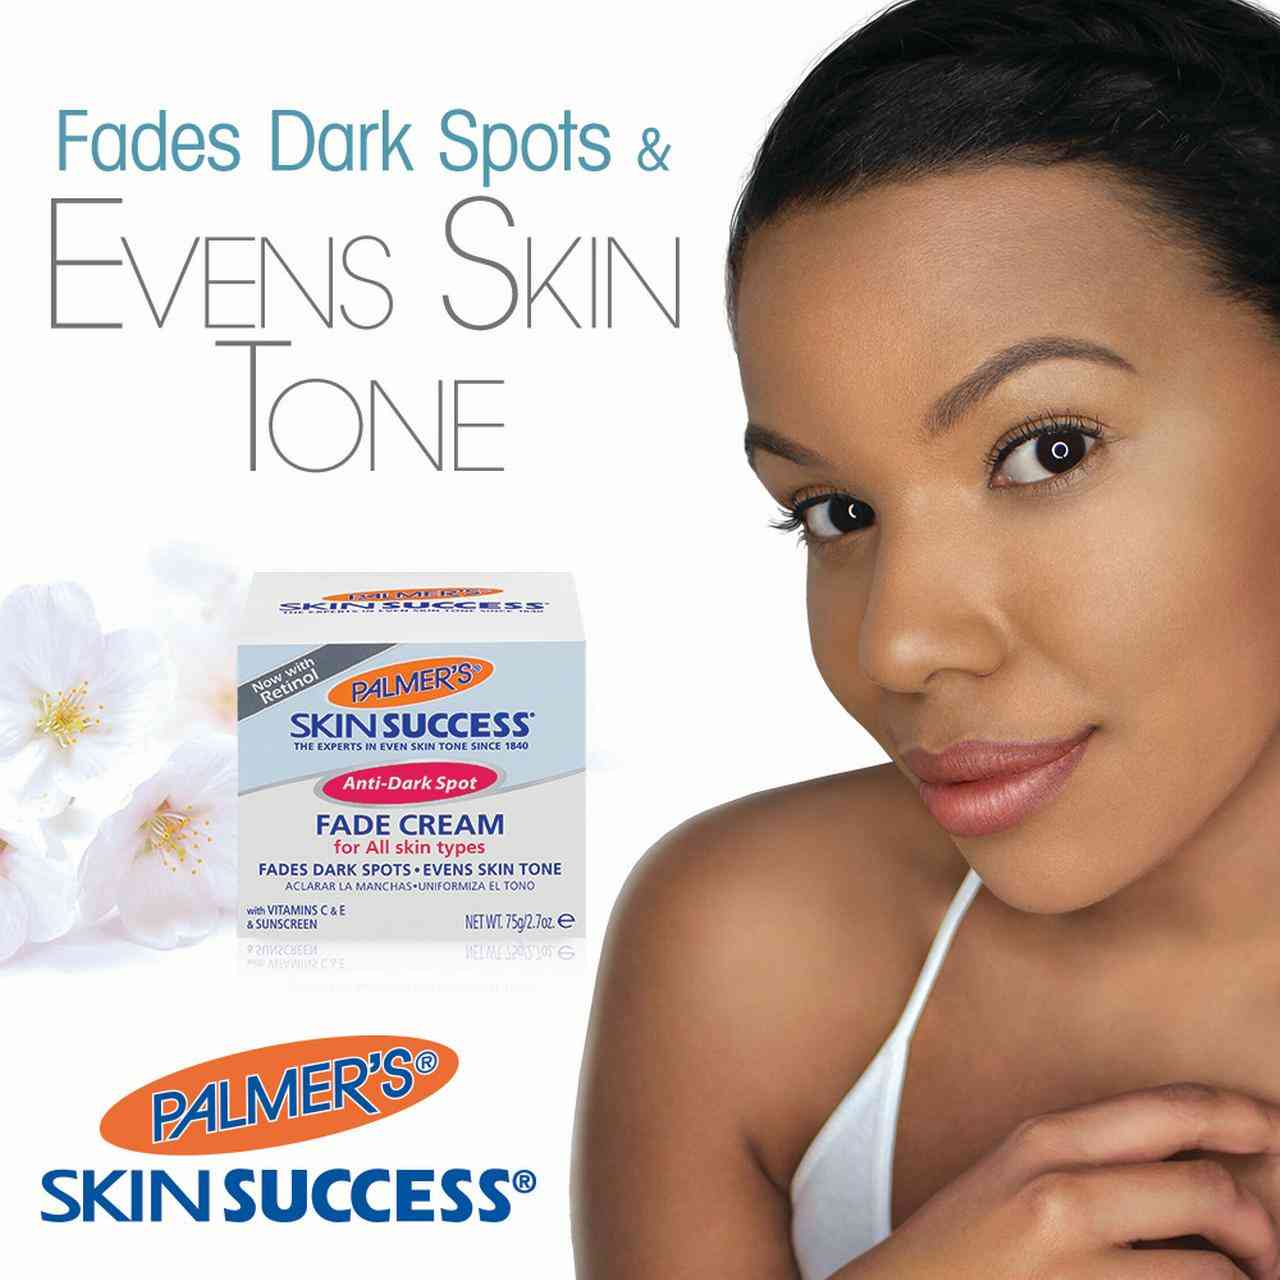 Fades Dark Spots &
EVENS SKIN
TONE
PALMER'S
SKIN SUCCESS®
THE EXPERTS IN EVEN SKIN TONE SINCE 1840
Now with
Retinol
PALMER'S®
SKIN SUCCESS®
THE EXPERTS IN EVEN SKIN TONE SINCE 1840
Anti-Dark Spot
FADE CREAM
for All skin types
FADES DARK SPOTS • EVENS SKIN TONE
ACLARAR LA MANCHAS • UNIFORMIZA EL TONO
with VITAMINS C & E
& SUNSCREEN
NET WT. 75g/2.7oz. ℮
PALMER'S®
SKIN SUCCESS®